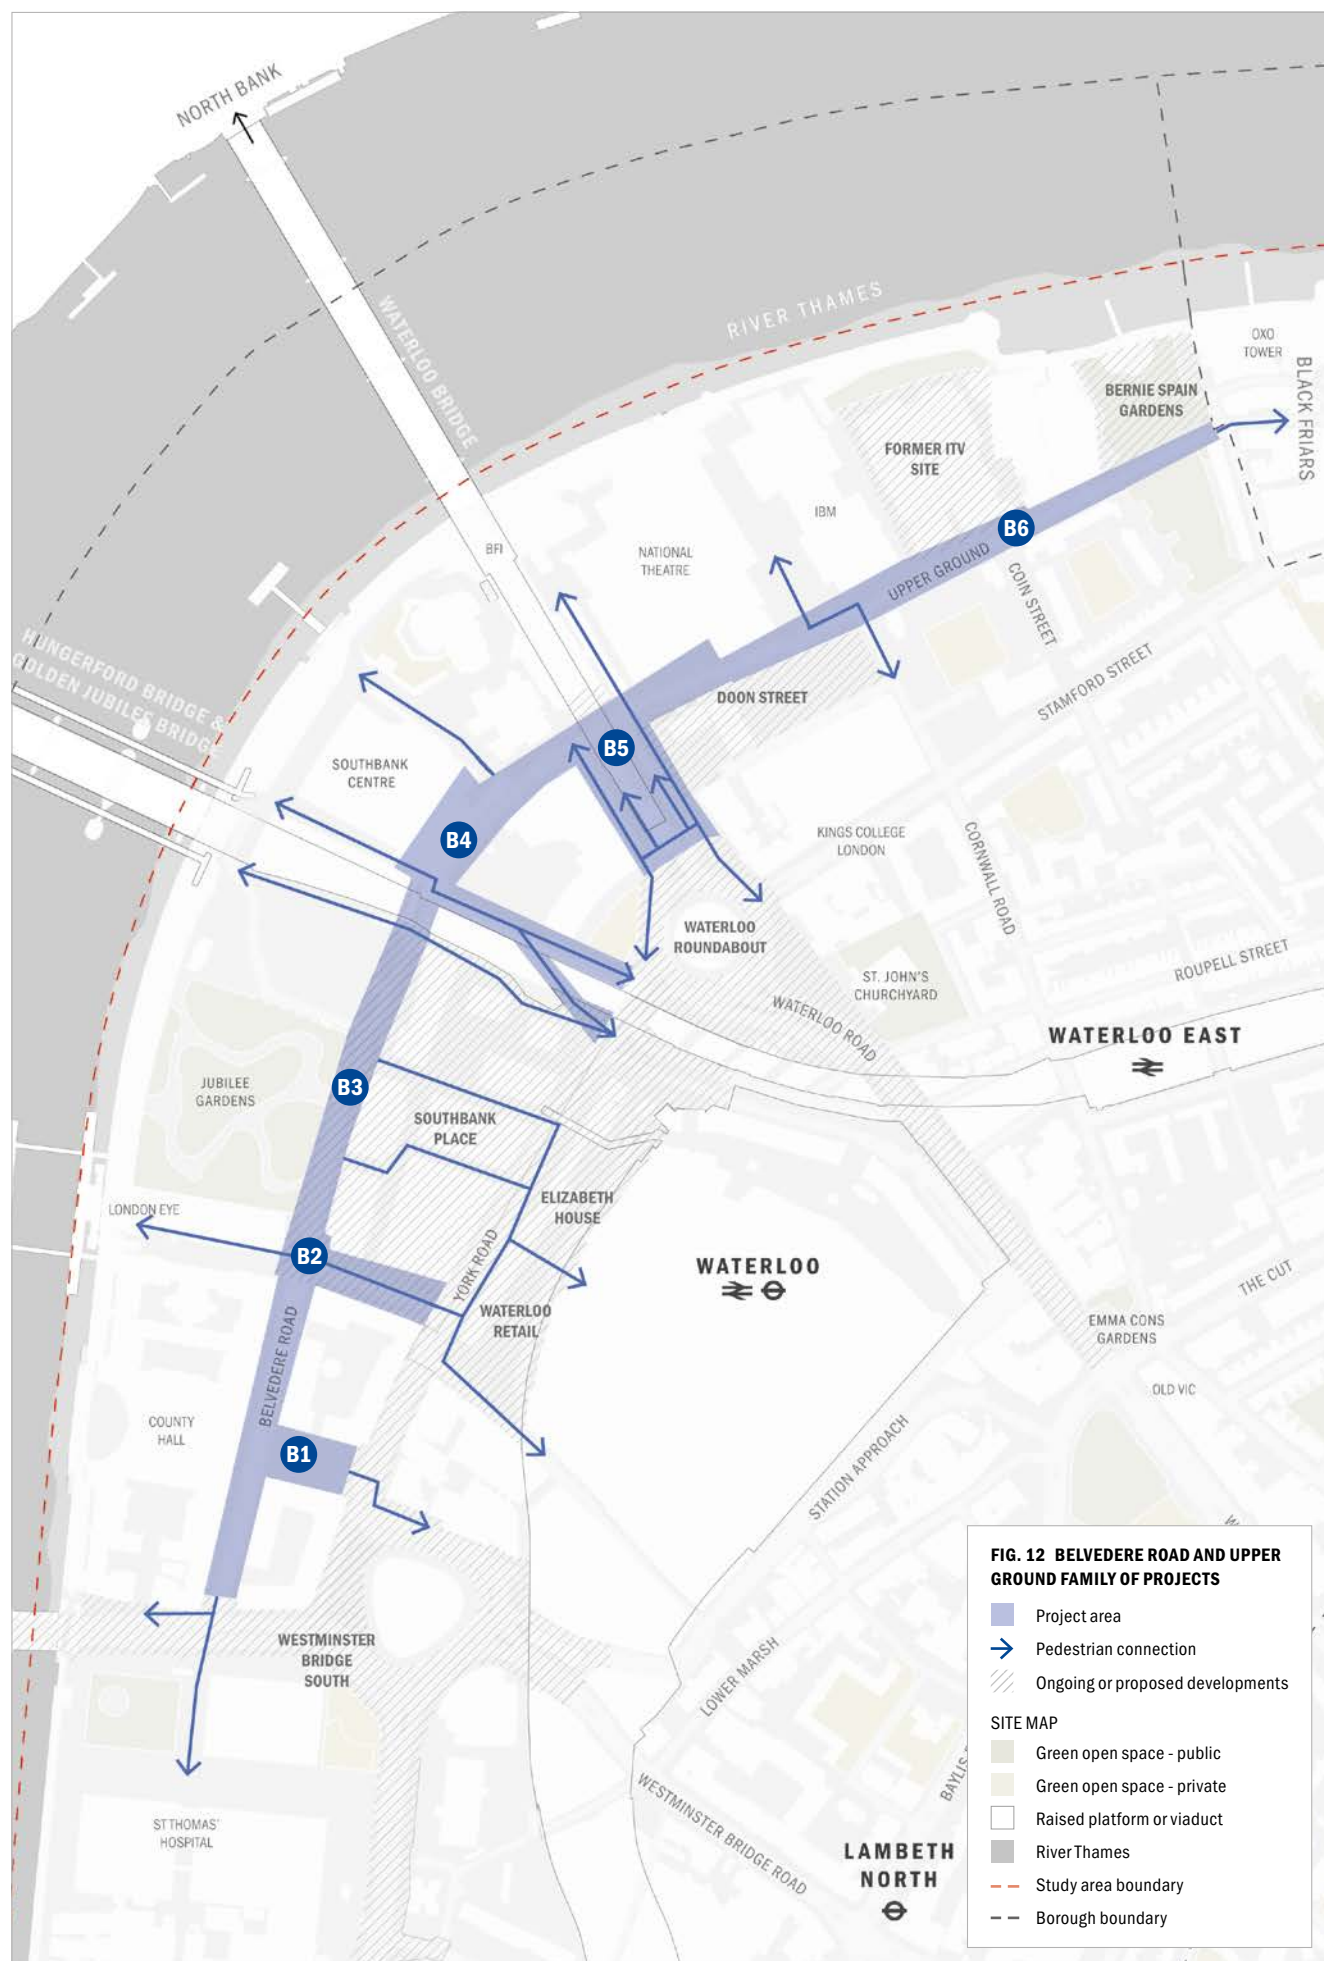 NORTH BANK
WATERLOO BRIDGE
RIVER THAMES
OXO
TOWER
BLACK FRIARS
BERNIE SPAIN
GARDENS
FORMER ITV
SITE
IBM
B6
BFI
NATIONAL
THEATRE
UPPER GROUND
COIN STREET
HUNGERFORD BRIDGE &
GOLDEN JUBILEE BRIDGE
STAMFORD STREET
DOON STREET
B5
SOUTHBANK
CENTRE
B4
KINGS COLLEGE
LONDON
CORNWALL ROAD
WATERLOO
ROUNDABOUT
ROUPELL STREET
ST. JOHN'S
CHURCHYARD
WATERLOO ROAD
WATERLOO EAST
JUBILEE
GARDENS
B3
SOUTHBANK
PLACE
ELIZABETH
HOUSE
LONDON EYE
B2
YORK ROAD
WATERLOO
THE CUT
WATERLOO
RETAIL
EMMA CONS
GARDENS
BELVEDERE ROAD
OLD VIC
COUNTY
HALL
B1
STATION APPROACH
WESTMINSTER
BRIDGE
SOUTH
LOWER MARSH
ST THOMAS'
HOSPITAL
WESTMINSTER BRIDGE ROAD
BAYLIS
LAMBETH
NORTH
FIG. 12 BELVEDERE ROAD AND UPPER
GROUND FAMILY OF PROJECTS
Project area
Pedestrian connection
Ongoing or proposed developments
SITE MAP
Green open space - public
Green open space - private
Raised platform or viaduct
River Thames
Study area boundary
Borough boundary